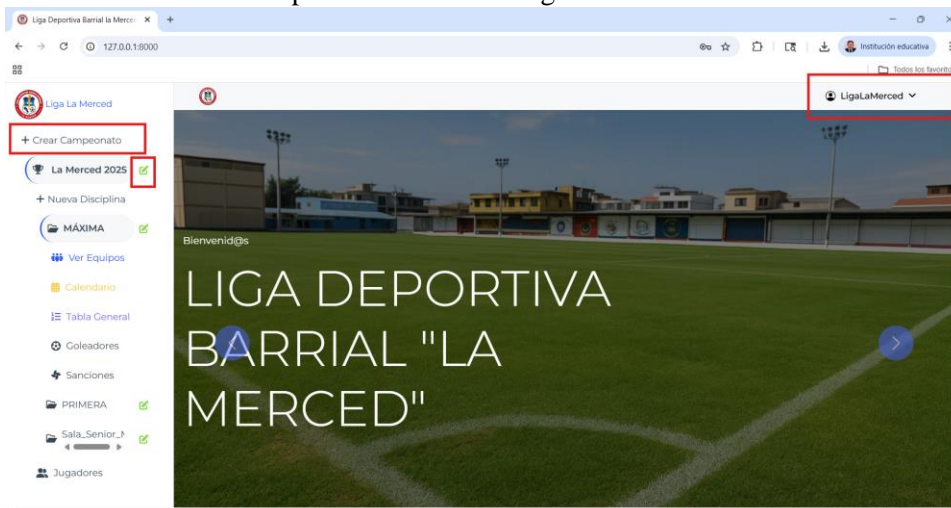 Liga Deportiva Barrial la Merced
127.0.0.1:8000
Institución educativa
Todos los favoritos
Liga La Merced
LigaLaMerced
+ Crear Campeonato
La Merced 2025
+ Nueva Disciplina
MÁXIMA
Ver Equipos
Calendario
Tabla General
Goleadores
Sanciones
PRIMERA
Sala_Senior_
Jugadores
Bienvenid@s
LIGA DEPORTIVA
BARRIAL "LA
MERCED"